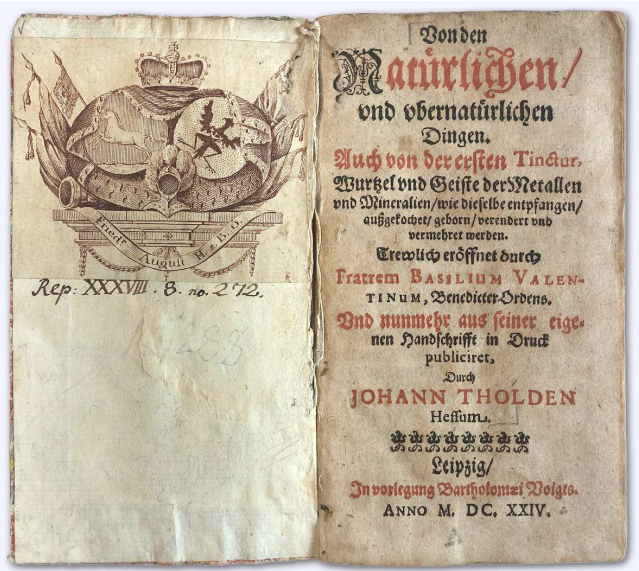 Friedr. August H. z. B. O.
Rep: XXXVIII. 8. no. 272.
Von den
Natürlichen/
vnd vbernatürlichen
Dingen.
Auch von der ersten Tinctur,
Wurtzel vnd Geiste der Metallen
vnd Mineralien/ wie dieselbe entpfangen/
außgekochet/ geborn/ verendert vnd
vermehret werden.
Trewlich eröffnet durch
Fratrem BASILIUM VALEN-
TINUM, Benedicter-Ordens.
Vnd nunmehr aus seiner eige-
nen Handschrifft in Druck
publiciret,
Durch
JOHANN THOLDEN
Hessum.
Leipzig/
In vorlegung Bartholomæi Voigts.
ANNO M. DC. XXIV.